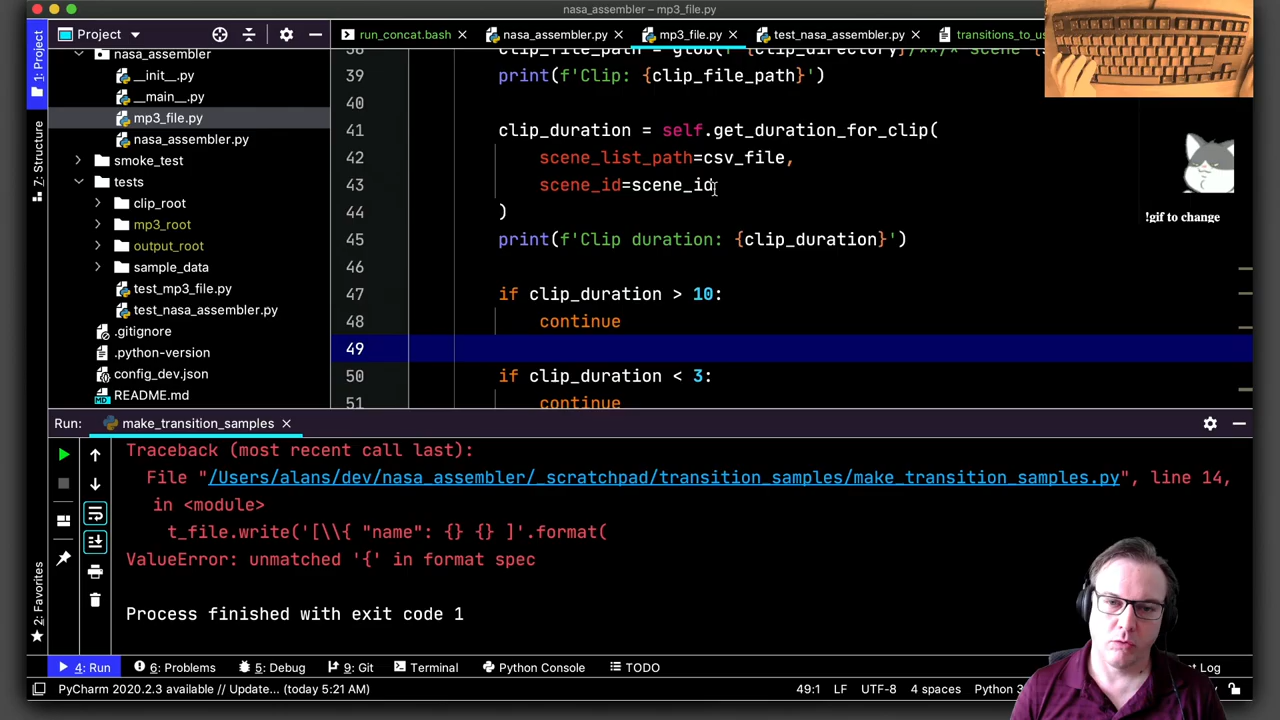 nasa_assembler – mp3_file.py
Project
run_concat.bash
nasa_assembler.py
mp3_file.py
test_nasa_assembler.py
transitions_to_us
1: Project
7: Structure
2: Favorites
nasa_assembler
__init__.py
__main__.py
mp3_file.py
nasa_assembler.py
smoke_test
tests
clip_root
mp3_root
output_root
sample_data
test_mp3_file.py
test_nasa_assembler.py
.gitignore
.python-version
config_dev.json
README.md
38
39 print(f'Clip: {clip_file_path}')
40
41 clip_duration = self.get_duration_for_clip(
42 scene_list_path=csv_file,
43 scene_id=scene_id
44 )
45 print(f'Clip duration: {clip_duration}')
46
47 if clip_duration > 10:
48 continue
49
50 if clip_duration < 3:
51 continue
!gif to change
Run: make_transition_samples
Traceback (most recent call last):
File "/Users/alans/dev/nasa_assembler/_scratchpad/transition_samples/make_transition_samples.py", line 14,
in <module>
t_file.write('[\\{ "name": {} {} ]'.format(
ValueError: unmatched '{' in format spec
Process finished with exit code 1
4: Run
6: Problems
5: Debug
9: Git
Terminal
Python Console
TODO
t Log
PyCharm 2020.2.3 available // Update... (today 5:21 AM)
49:1 LF UTF-8 4 spaces Python 3